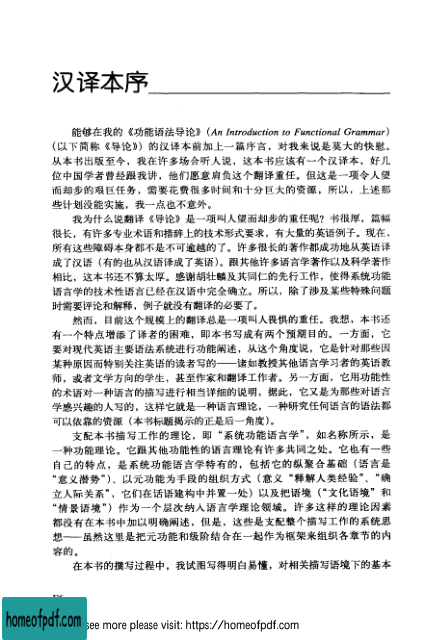 汉译本序
能够在我的《功能语法导论》(An Introduction to Functional Grammar)
(以下简称《导论》)的汉译本前加上一篇序言，对我来说是莫大的快慰。
从本书出版至今，我在许多场合听人说，这本书应该有一个汉译本，好几
位中国学者曾经跟我讲，他们愿意肩负这个翻译重任。但这是一项令人望
而却步的艰巨任务，需要花费很多时间和十分巨大的资源，所以，上述那
些计划没能实施，我一点也不意外。
我为什么说翻译《导论》是一项叫人望而却步的重任呢？书很厚，篇幅
很长，有许多专业术语和措辞上的技术形式要求，有大量的英语例子。现在，
所有这些障碍本身都不是不可逾越的了。许多很长的著作都成功地从英语译
成了汉语（有的也从汉语译成了英语）。跟其他许多语言学著作以及科学著作
相比，这本书还不算太厚。感谢胡壮麟及其同仁的先行工作，使得系统功能
语言学的技术性语言已经在汉语中完全确立。所以，除了涉及某些特殊问题
时需要评论和解释，例子就没有翻译的必要了。
然而，目前这个规模上的翻译总是一项叫人畏惧的重任。我想，本书还
有一个特点增添了译者的困难，即本书写成有两个预期目的。一方面，它
要对现代英语主要语法系统进行功能阐述，从这个角度说，它是针对那些因
某种原因而特别关注英语的读者写的——诸如教授其他语言学习者的英语教
师，或者文学方向的学生，甚至作家和翻译工作者。另一方面，它用功能性
的术语对一种语言的描写进行相当详细的说明，据此，它又是为那些对语言
学感兴趣的人写的，这样它就是一种语言理论，一种研究任何语言的语法都
可以依靠的资源（本书标题揭示的正是后一角度）。
支配本书描写工作的理论，即“系统功能语言学”，如名称所示，是
一种功能理论。它跟其他功能性的语言理论有许多共同之处。它也有一些
自己的特点，是系统功能语言学特有的，包括它的纵聚合基础（语言是
“意义潜势”）、以元功能为手段的组织方式（意义“释解人类经验”、“确
立人际关系”，它们在话语建构中并置一处）以及把语境（“文化语境”和
“情景语境”）作为一个层次纳人语言学理论领域。许多这样的理论因素
都没有在本书中加以明确阐述，但是，这些是支配整个描写工作的系统思
想——虽然这里是把元功能和级阶结合在一起作为框架来组织各章节的内
容的。
在本书的撰写过程中，我试图写得明白易懂，对相关描写语境下的基本
homeofpdf.com
see more please visit: https://homeofpdf.com